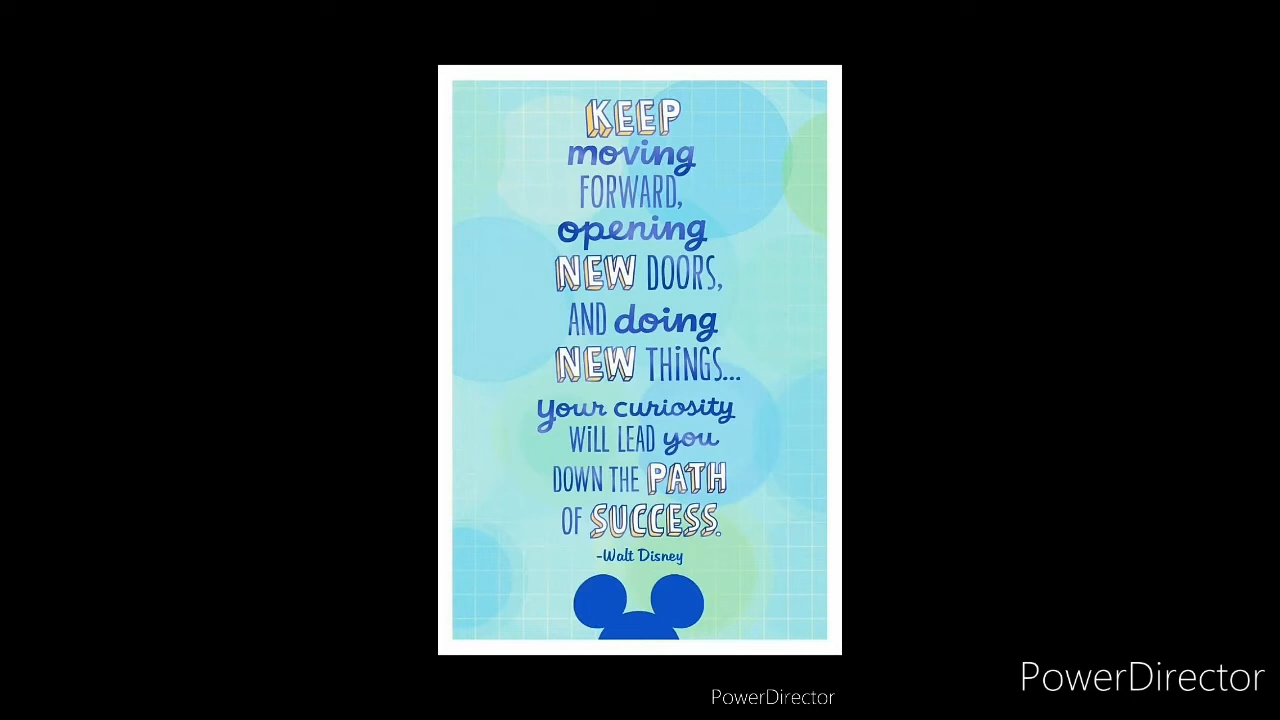 KEEP
moving
FORWARD,
opening
NEW DOORS,
AND doing
NEW THiNGS...
Your curiosity
WiLL LEAD you
DOWN THE PATH
OF SUCCESS.
-Walt Disney
PowerDirector
PowerDirector